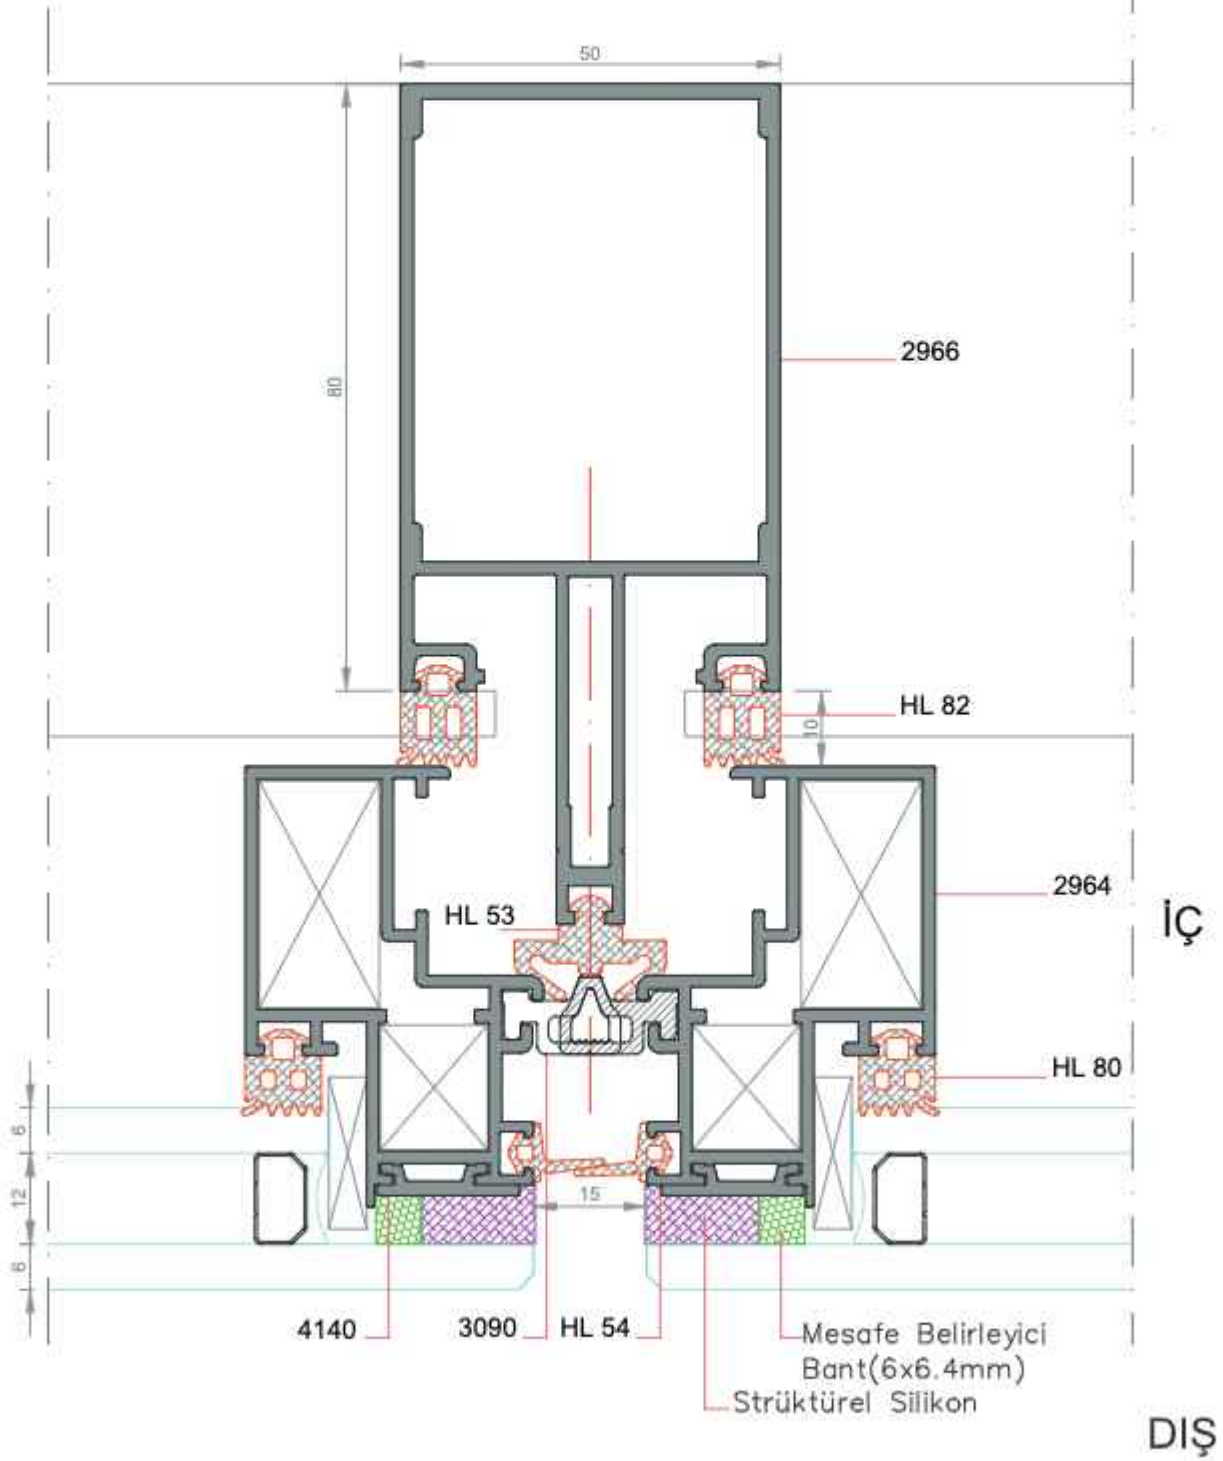 50
80
2966
HL 82
10
2964
HL 53
İÇ
HL 80
6
12
6
15
4140
3090
HL 54
Mesafe Belirleyici
Bant(6x6.4mm)
Strüktürel Silikon
DIŞ